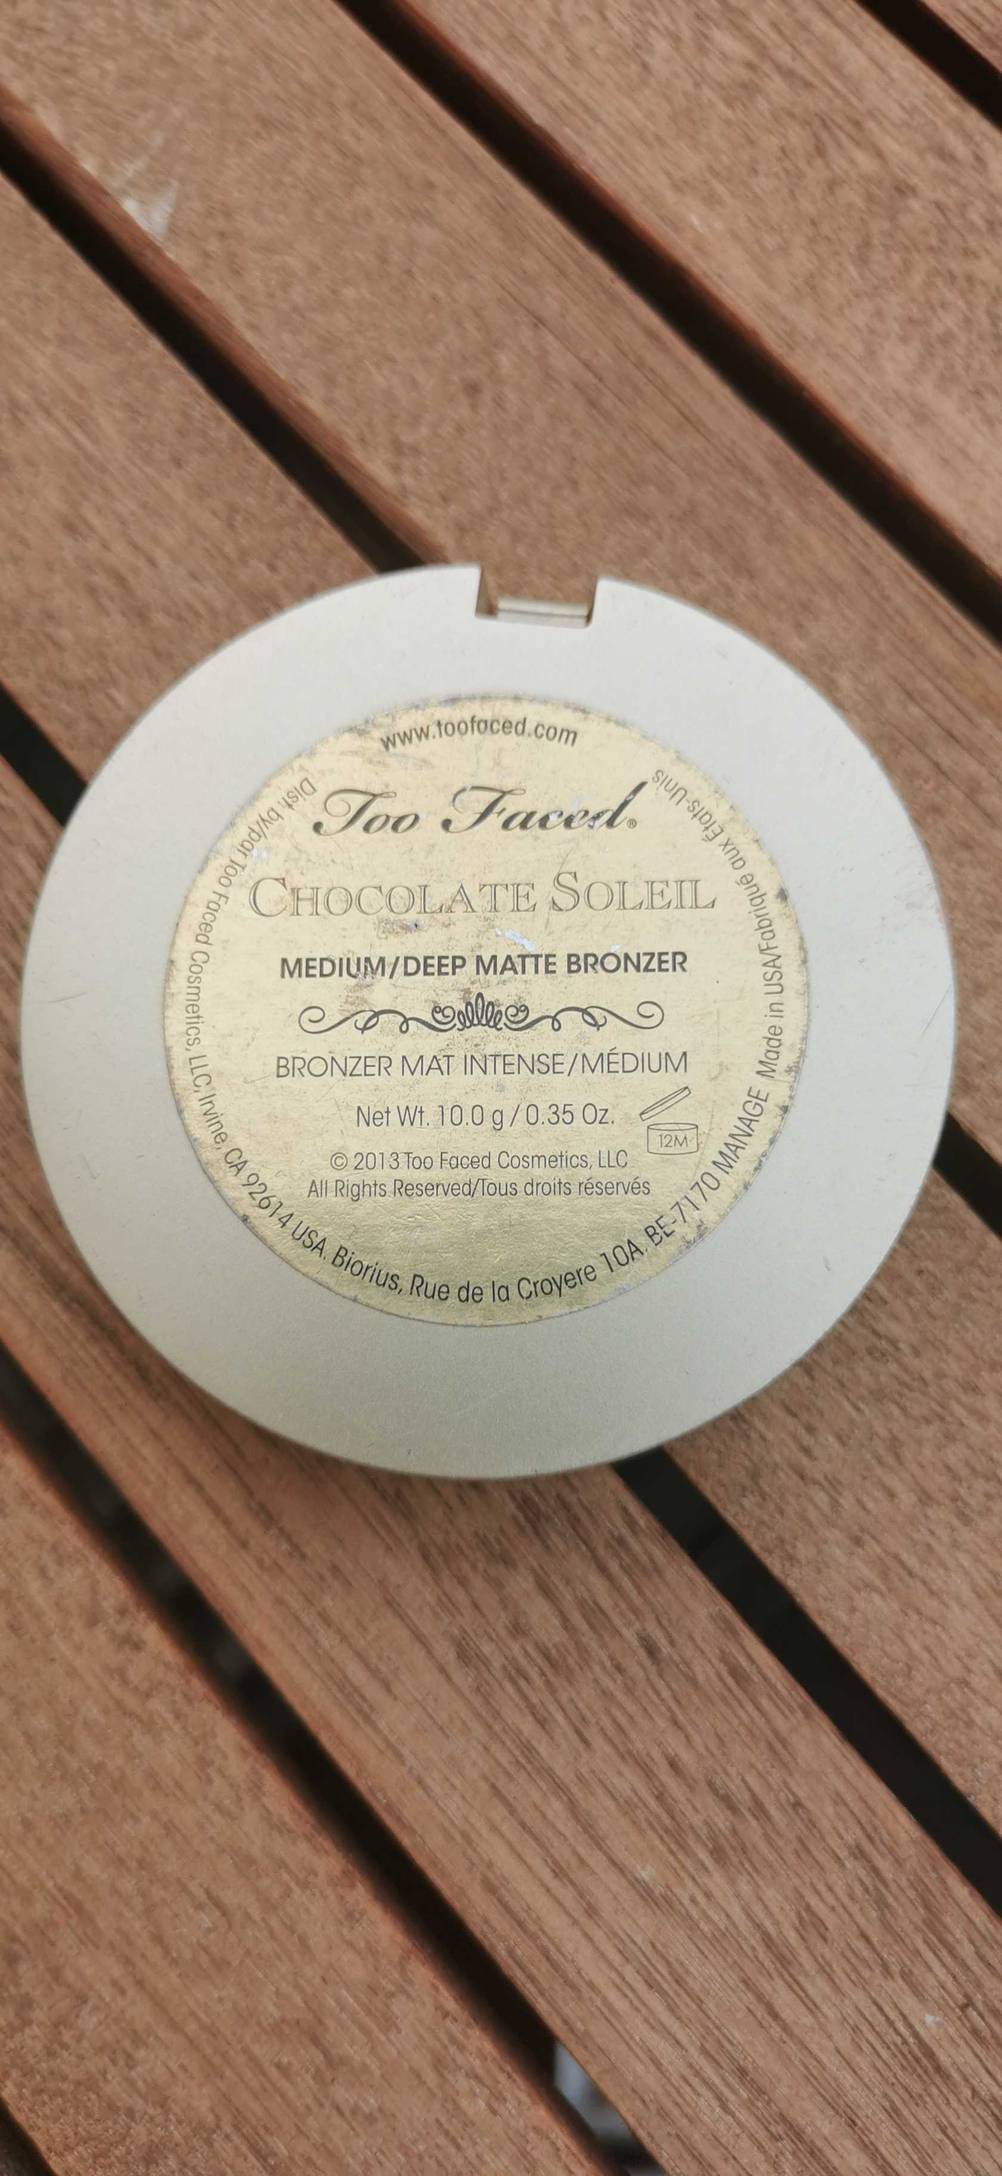 www.toofaced.com
Too Faced®
CHOCOLATE SOLEIL
MEDIUM/DEEP MATTE BRONZER
BRONZER MAT INTENSE/MÉDIUM
Net Wt. 10.0 g / 0.35 Oz.
12M
© 2013 Too Faced Cosmetics, LLC
All Rights Reserved/Tous droits réservés
Dist. by/par Too Faced Cosmetics, LLC, Irvine, CA 92614 USA. Biorius, Rue de la Croyere 10A. BE-7170 MANAGE Made in USA/Fabriqué aux États-Unis